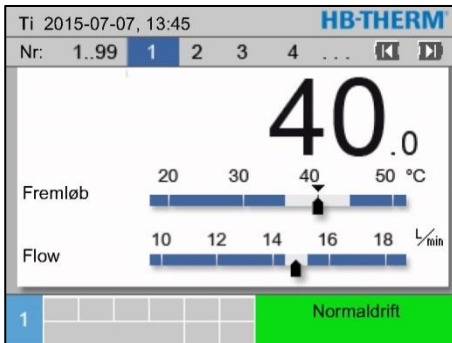 Ti 2015-07-07, 13:45 HB-THERM
Nr: 1..99 1 2 3 4 ...
40.0
20 30 40 50 °C
Fremløb
10 12 14 16 18 L/min
Flow
1 Normaldrift